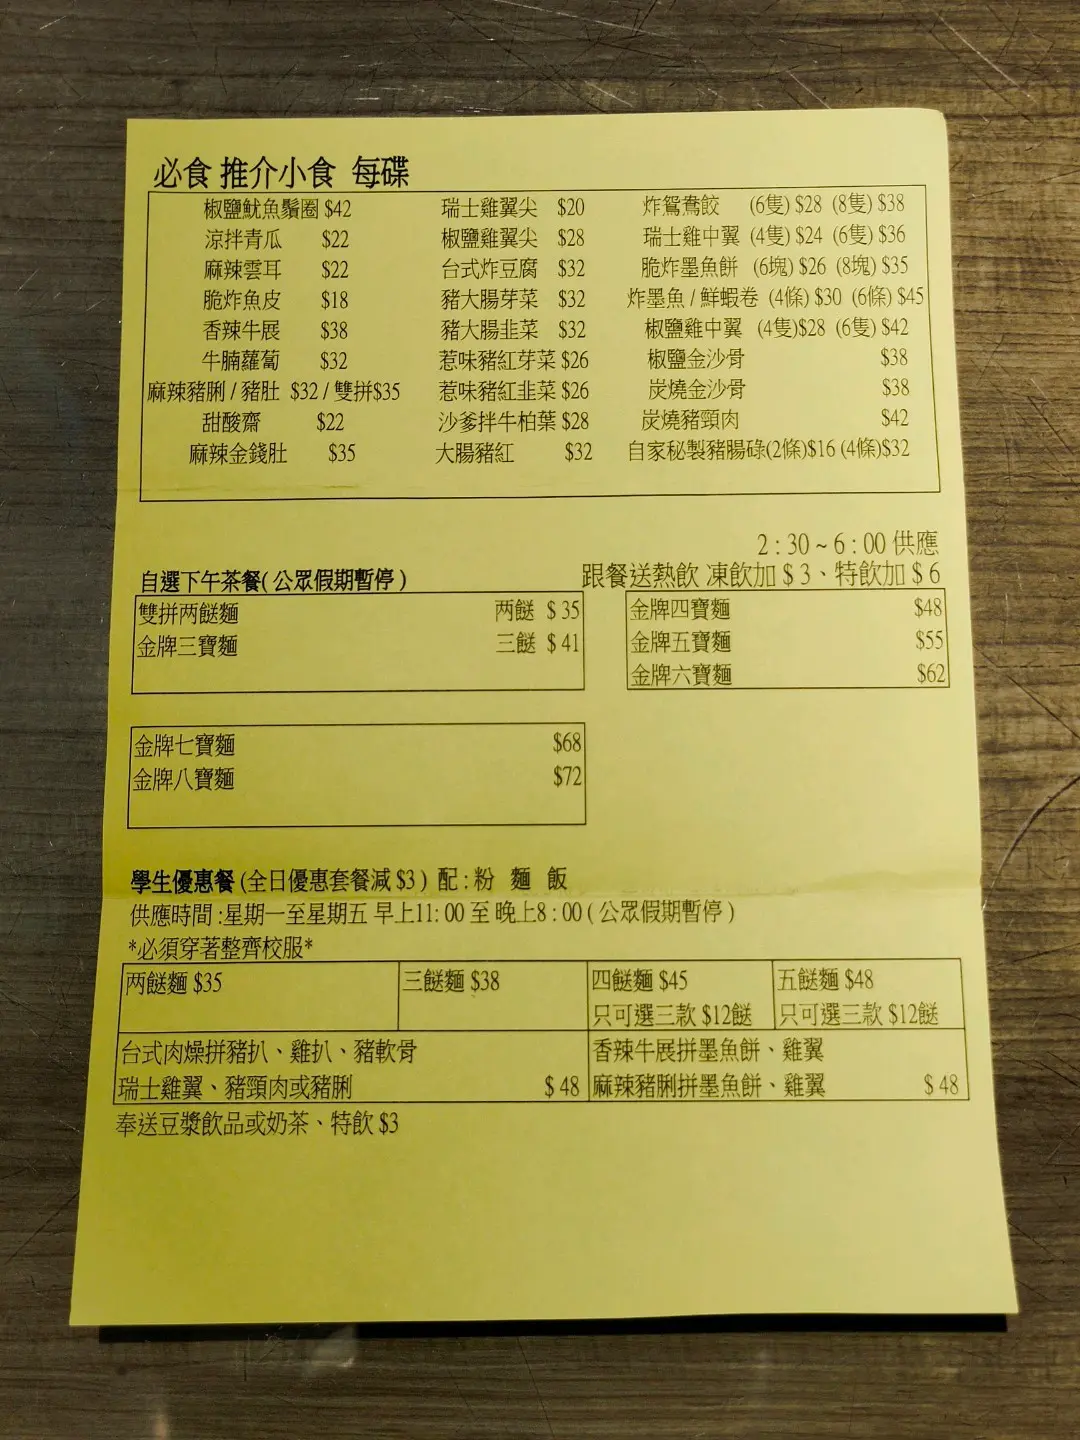 必食 推介小食 每碟
椒鹽魷魚鬚圈 $42 瑞士雞翼尖 $20 炸鴛鴦餃 (6隻) $28 (8隻) $38
涼拌青瓜 $22 椒鹽雞翼尖 $28 瑞士雞中翼 (4隻) $24 (6隻) $36
麻辣雲耳 $22 台式炸豆腐 $32 脆炸墨魚餅 (6塊) $26 (8塊) $35
脆炸魚皮 $18 豬大腸芽菜 $32 炸墨魚 / 鮮蝦卷 (4條) $30 (6條) $45
香辣牛展 $38 豬大腸韭菜 $32 椒鹽雞中翼 (4隻)$28 (6隻) $42
牛腩蘿蔔 $32 惹味豬紅芽菜 $26 椒鹽金沙骨 $38
麻辣豬脷 / 豬肚 $32 / 雙拼$35 惹味豬紅韭菜 $26 炭燒金沙骨 $38
甜酸齋 $22 沙爹拌牛柏葉 $28 炭燒豬頸肉 $42
麻辣金錢肚 $35 大腸豬紅 $32 自家秘製豬腸碌(2條)$16 (4條)$32
2 : 30 ~ 6 : 00 供應
自選下午茶餐( 公眾假期暫停 ) 跟餐送熱飲 凍飲加 $ 3、特飲加 $ 6
雙拼两餸麵 两餸 $ 35 金牌四寶麵 $48
金牌三寶麵 三餸 $ 41 金牌五寶麵 $55
金牌六寶麵 $62
金牌七寶麵 $68
金牌八寶麵 $72
學生優惠餐 (全日優惠套餐減 $3 ) 配 : 粉 麵 飯
供應時間 :星期一至星期五 早上11: 00 至 晚上8 : 00 ( 公眾假期暫停 )
*必須穿著整齊校服*
两餸麵 $35 三餸麵 $38 四餸麵 $45 五餸麵 $48
只可選三款 $12餸 只可選三款 $12餸
台式肉燥拼豬扒、雞扒、豬軟骨 香辣牛展拼墨魚餅、雞翼
瑞士雞翼、豬頸肉或豬脷 $ 48 麻辣豬脷拼墨魚餅、雞翼 $ 48
奉送豆漿飲品或奶茶、特飲 $3